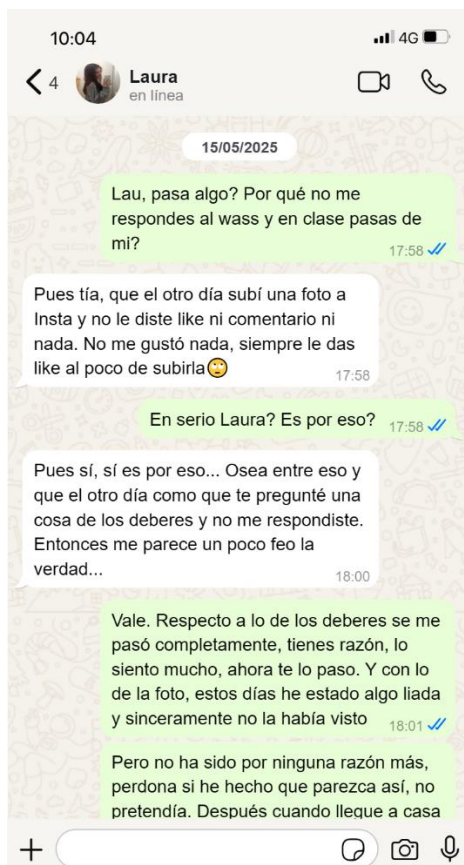 10:04
4G
4
Laura
en línea
15/05/2025
Lau, pasa algo? Por qué no me
respondes al wass y en clase pasas de
mi?
17:58
Pues tía, que el otro día subí una foto a
Insta y no le diste like ni comentario ni
nada. No me gustó nada, siempre le das
like al poco de subirla🙄
17:58
En serio Laura? Es por eso?
17:58
Pues sí, sí es por eso... Osea entre eso y
que el otro día como que te pregunté una
cosa de los deberes y no me respondiste.
Entonces me parece un poco feo la
verdad...
18:00
Vale. Respecto a lo de los deberes se me
pasó completamente, tienes razón, lo
siento mucho, ahora te lo paso. Y con lo
de la foto, estos días he estado algo liada
y sinceramente no la había visto
18:01
Pero no ha sido por ninguna razón más,
perdona si he hecho que parezca así, no
pretendía. Después cuando llegue a casa